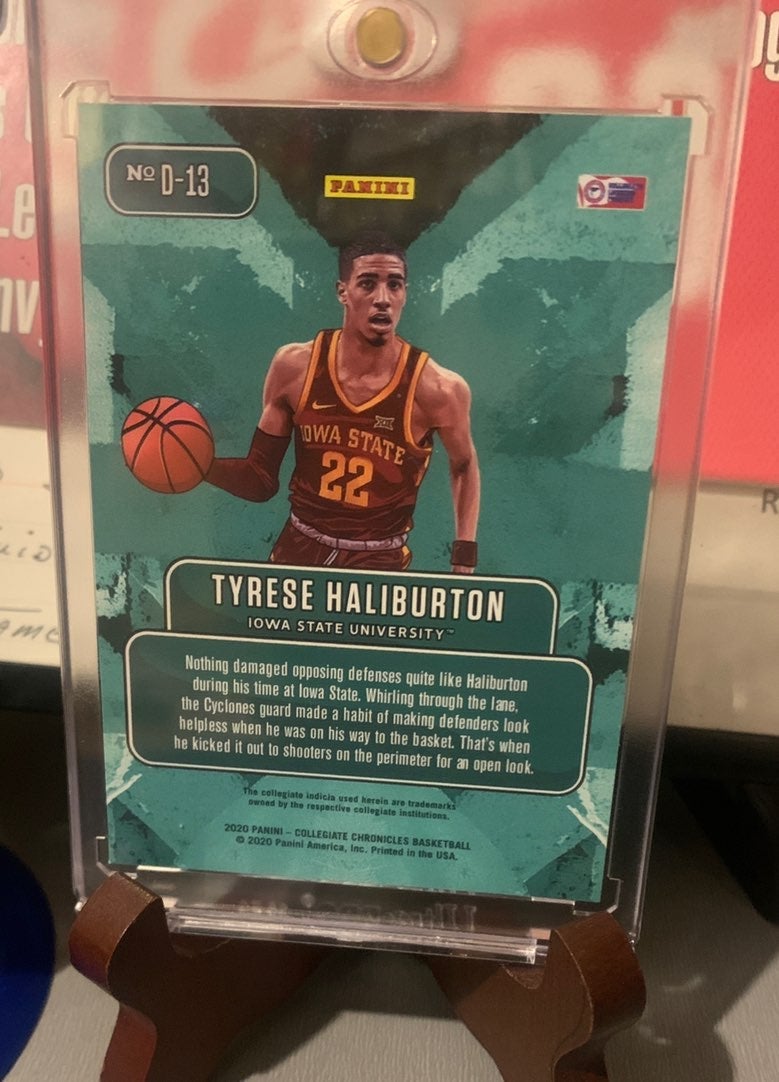 No D-13
PANINI
IOWA STATE
22
TYRESE HALIBURTON
IOWA STATE UNIVERSITY™
Nothing damaged opposing defenses quite like Haliburton
during his time at Iowa State. Whirling through the lane,
the Cyclones guard made a habit of making defenders look
helpless when he was on his way to the basket. That's when
he kicked it out to shooters on the perimeter for an open look.
The collegiate indicia used herein are trademarks
owned by the respective collegiate institutions.
2020 PANINI – COLLEGIATE CHRONICLES BASKETBALL
© 2020 Panini America, Inc. Printed in the USA.